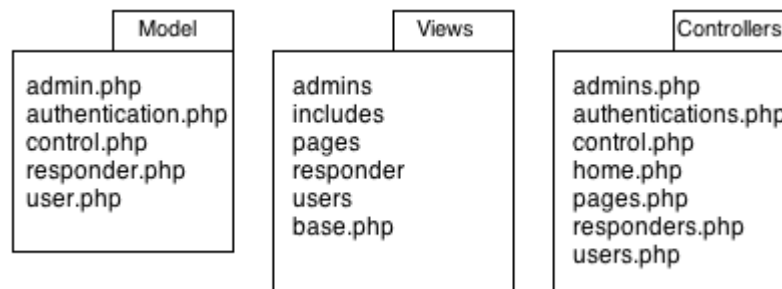 Model
admin.php
authentication.php
control.php
responder.php
user.php
Views
admins
includes
pages
responder
users
base.php
Controllers
admins.php
authentications.php
control.php
home.php
pages.php
responders.php
users.php